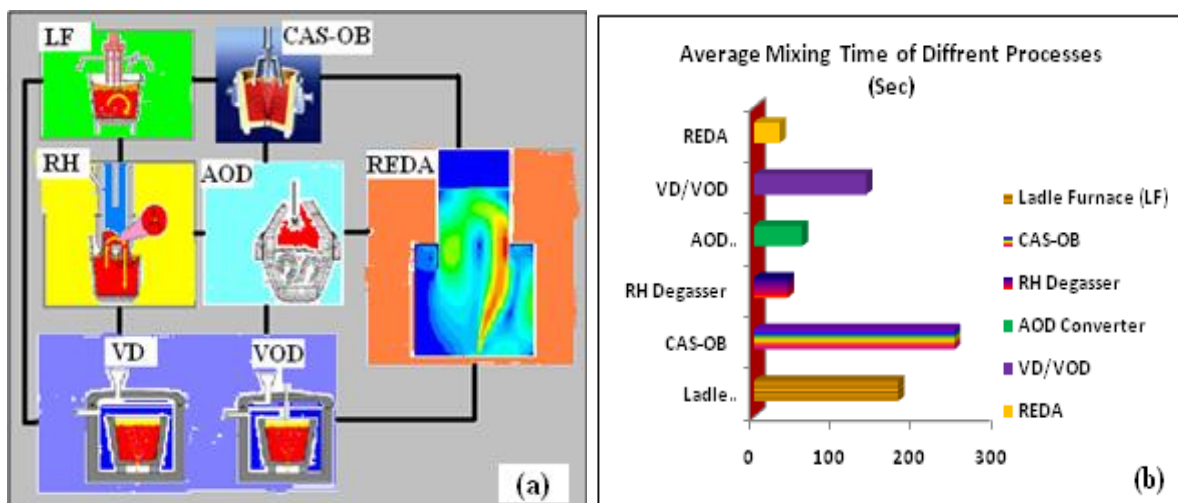 LF
CAS-OB
RH
AOD
REDA
VD
VOD
(a)
Average Mixing Time of Diffrent Processes
(Sec)
REDA
VD/VOD
AOD..
RH Degasser
CAS-OB
Ladle..
0 100 200 300
Ladle Furnace (LF)
CAS-OB
RH Degasser
AOD Converter
VD/VOD
REDA
(b)